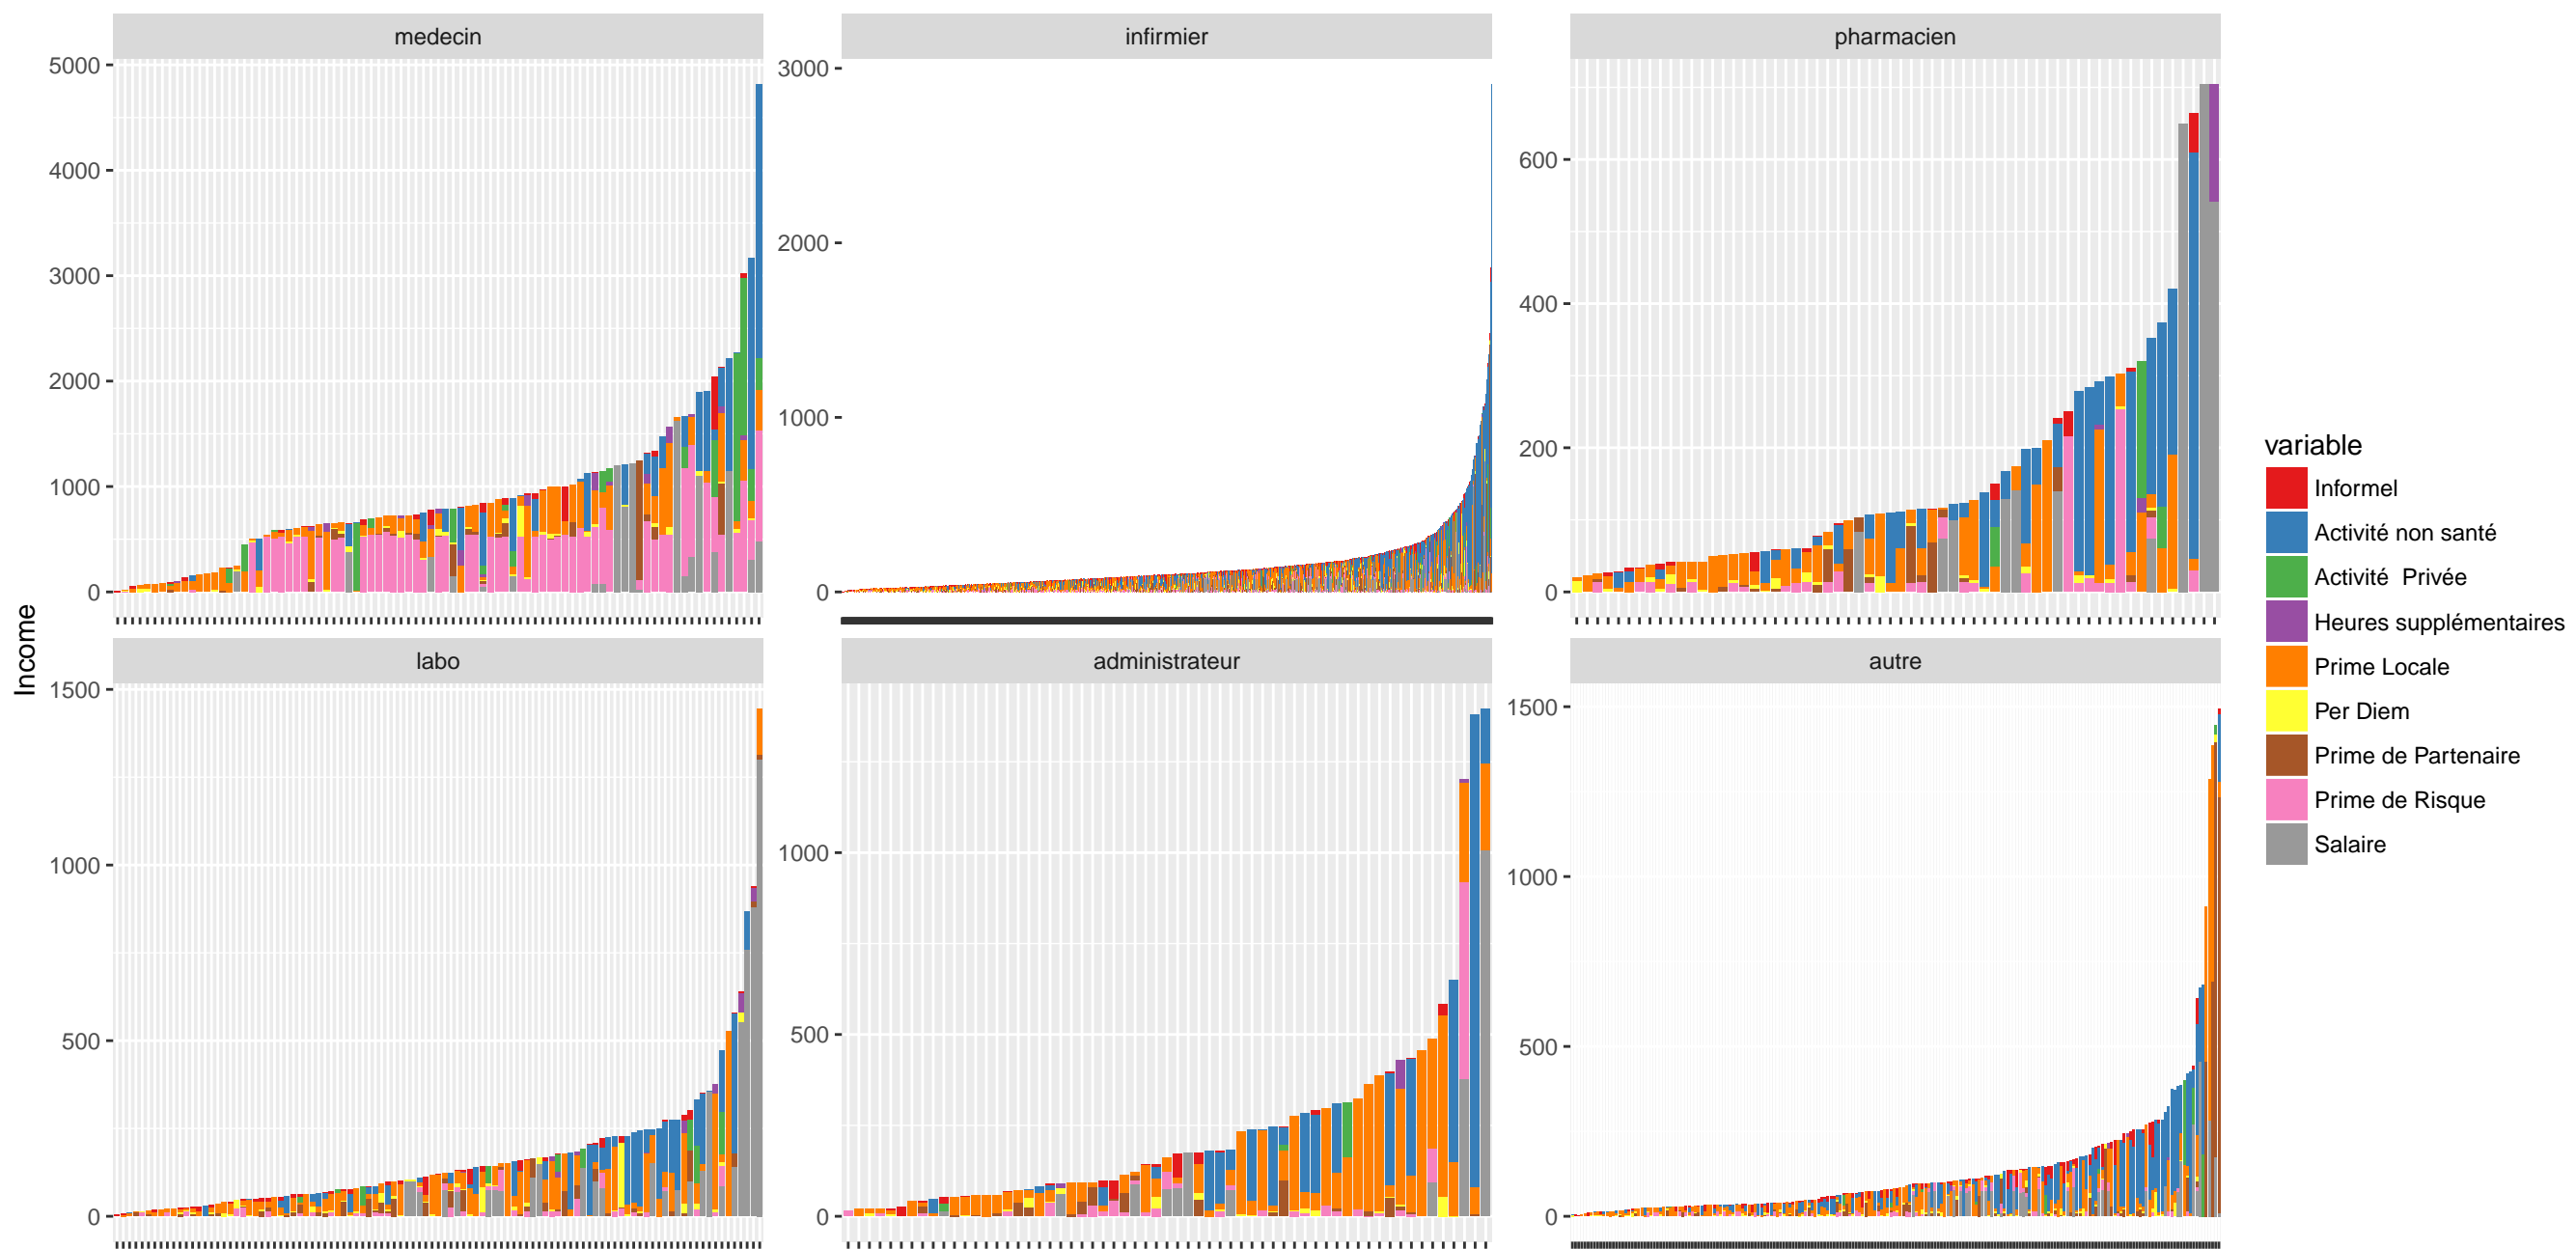 medecin
infirmier
pharmacien
5000
4000
3000
2000
1000
0
3000
2000
1000
0
600
400
200
0
Income
labo
administrateur
autre
1500
1000
500
0
1000
500
0
1500
1000
500
0
variable
Informel
Activité non santé
Activité  Privée
Heures supplémentaires
Prime Locale
Per Diem
Prime de Partenaire
Prime de Risque
Salaire